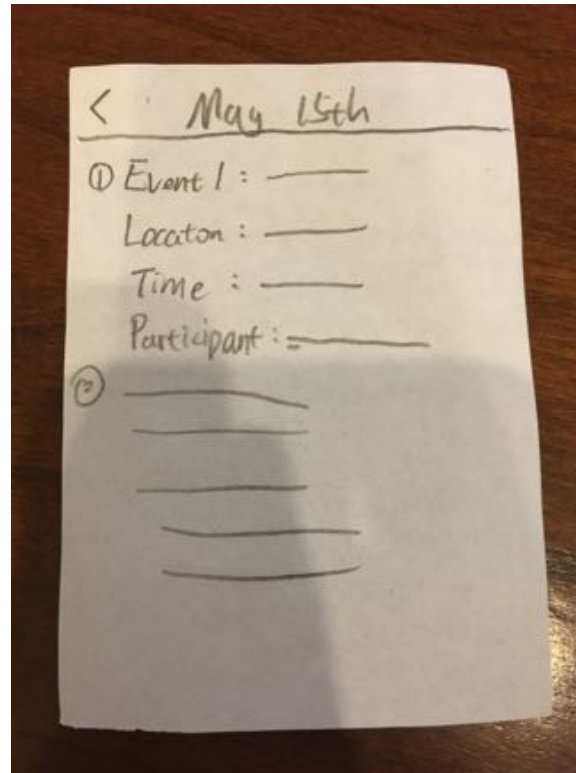 < May 15th
① Event 1 :
Locaton :
Time :
Participant :
②